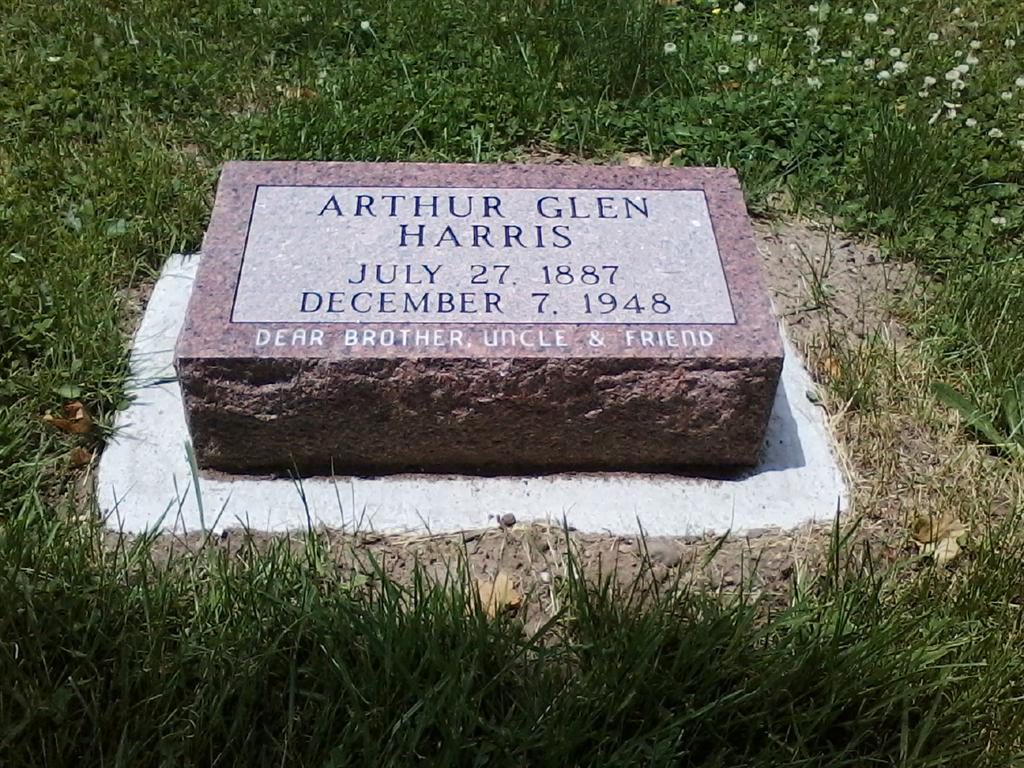 ARTHUR GLEN
HARRIS
JULY 27, 1887
DECEMBER 7, 1948
DEAR BROTHER, UNCLE & FRIEND